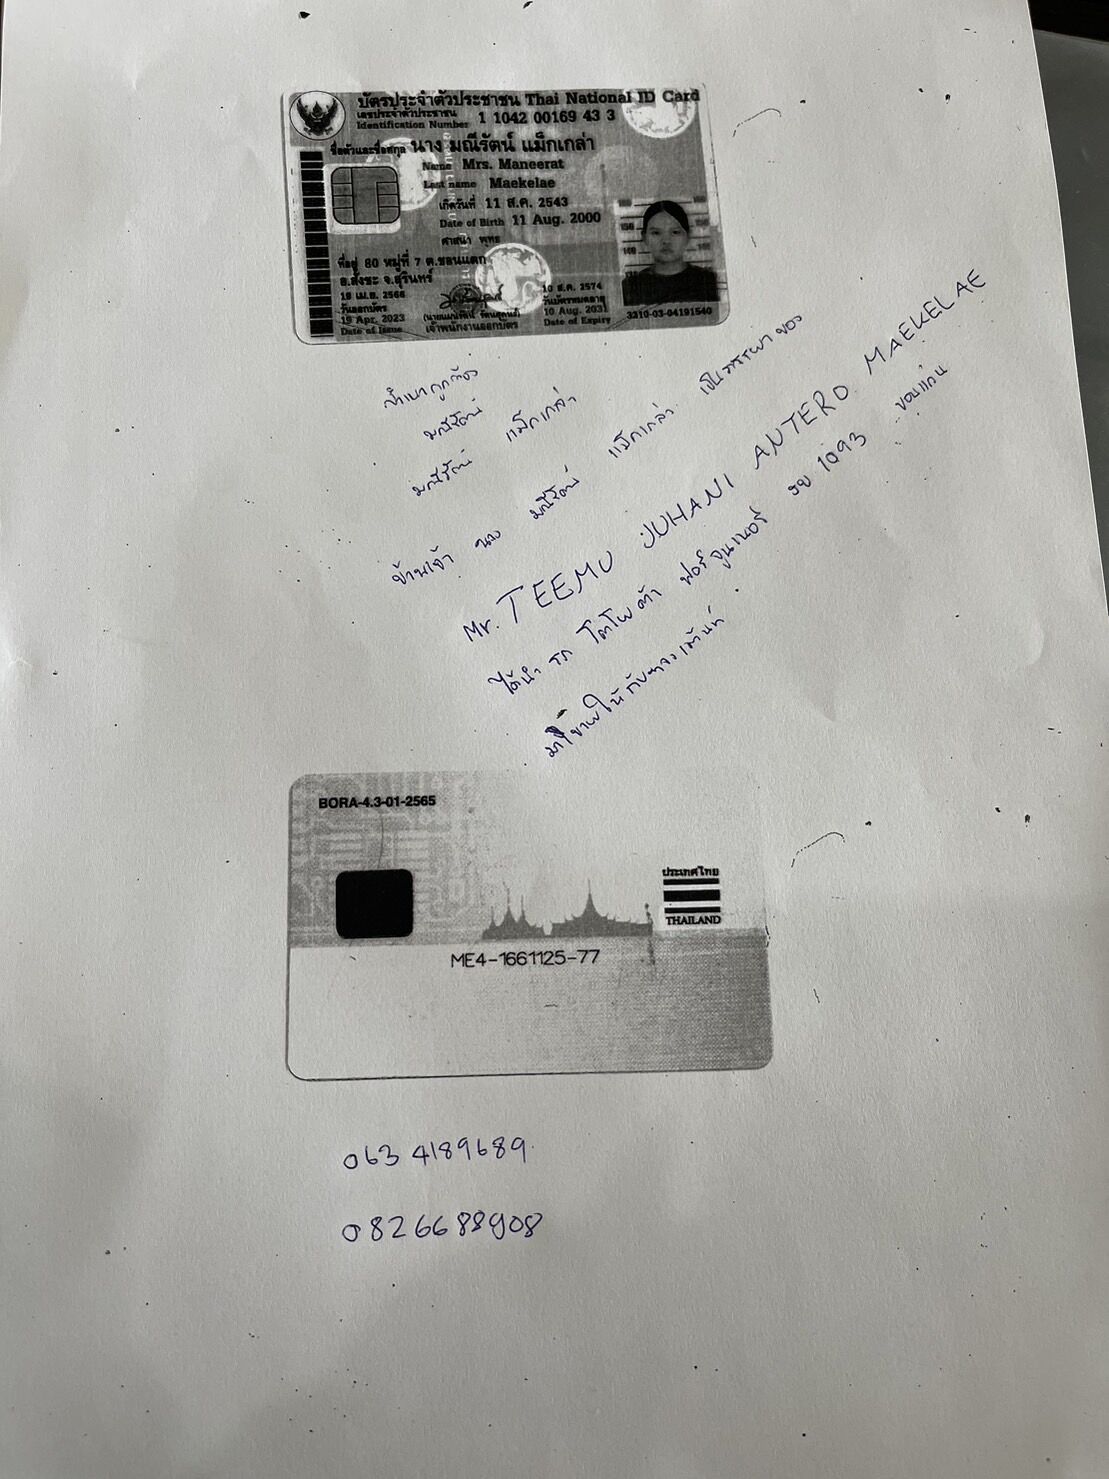 บัตรประจำตัวประชาชน Thai National ID Card
เลขประจำตัวประชาชน
Identification Number 1 1042 00169 43 3
ชื่อตัวและชื่อสกุล นาง มณีรัตน์ แม็กเกล่า
Name Mrs. Maneerat
Last name Maekelae
เกิดวันที่ 11 ส.ค. 2543
Date of Birth 11 Aug. 2000
ศาสนา พุทธ
ที่อยู่ 80 หมู่ที่ 7 ต.
อ.สังขะ จ.สุรินทร์
19 เม.ย. 2566
วันออกบัตร
19 Apr. 2023
Date of Issue
เจ้าพนักงานออกบัตร
10 ส.ค. 2574
วันบัตรหมดอายุ
10 Aug. 2031
Date of Expiry
3210-03-04191540
สำเนาถูกต้อง
มณีรัตน์
มณีรัตน์ แม็กเกล่า
ข้าพเจ้า นาง มณีรัตน์ แม็กเกล่า เป็นภรรยาของ
Mr. TEEMU JUHANI ANTERO MAEKELAE
ได้นำ รถ โตโยต้า ฟอร์จูนเนอร์ 1093 ขอนแก่น
มาขายให้กับทาง
BORA-4.3-01-2565
ประเทศไทย
THAILAND
ME4-1661125-77
063 4189689
0826688908